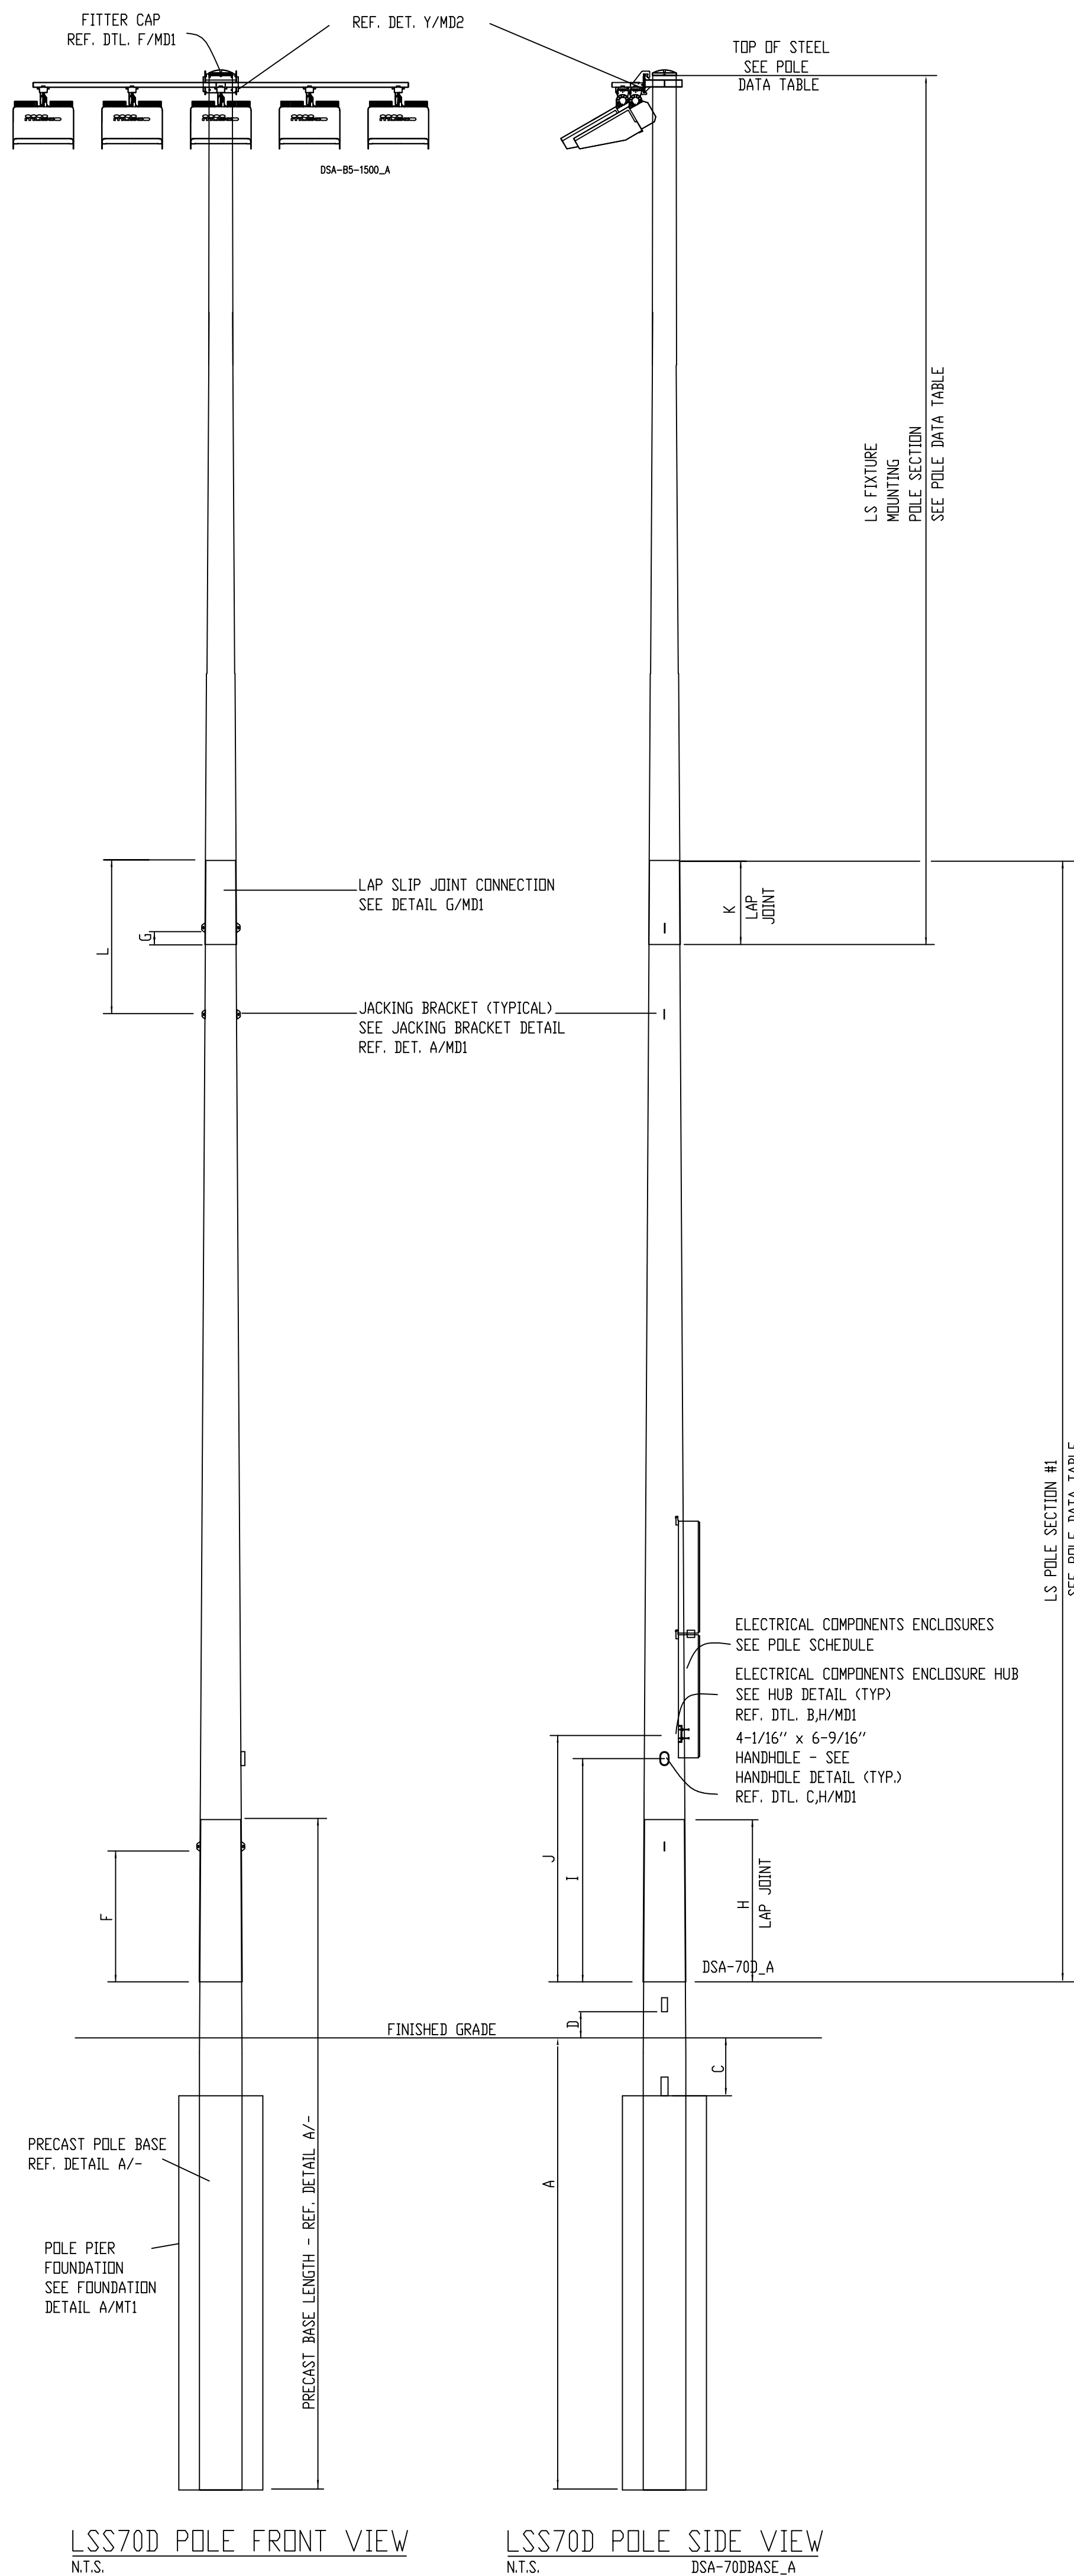 FITTER CAP
REF. DTL. F/MD1
REF. DET. Y/MD2
TOP OF STEEL
SEE POLE
DATA TABLE
DSA-B5-1500_A
LS FIXTURE
MOUNTING
POLE SECTION
SEE POLE DATA TABLE
LAP SLIP JOINT CONNECTION
SEE DETAIL G/MD1
L
G
K
LAP
JOINT
JACKING BRACKET (TYPICAL)
SEE JACKING BRACKET DETAIL
REF. DET. A/MD1
LS POLE SECTION #1
SEE POLE DATA TABLE
ELECTRICAL COMPONENTS ENCLOSURES
SEE POLE SCHEDULE
ELECTRICAL COMPONENTS ENCLOSURE HUB
SEE HUB DETAIL (TYP)
REF. DTL. B,H/MD1
4-1/16" x 6-9/16"
HANDHOLE - SEE
HANDHOLE DETAIL (TYP.)
REF. DTL. C,H/MD1
F
J
I
H
LAP JOINT
DSA-70D_A
D
FINISHED GRADE
C
A
PRECAST POLE BASE
REF. DETAIL A/-
PRECAST BASE LENGTH - REF. DETAIL A/-
POLE PIER
FOUNDATION
SEE FOUNDATION
DETAIL A/MT1
LSS70D POLE FRONT VIEW
N.T.S.
LSS70D POLE SIDE VIEW
N.T.S.
DSA-70DBASE_A